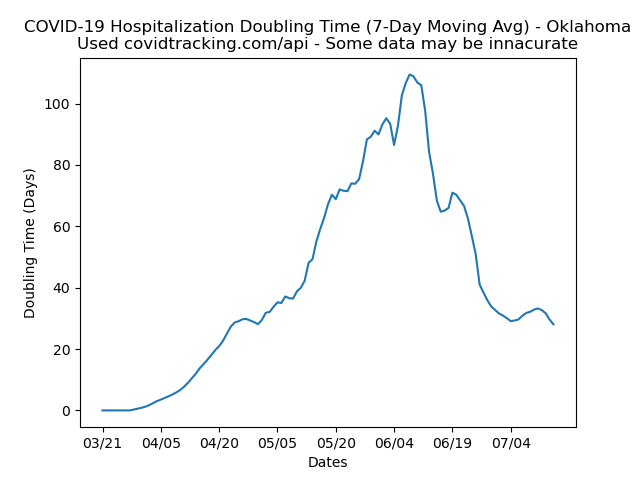 COVID-19 Hospitalization Doubling Time (7-Day Moving Avg) - Oklahoma
Used covidtracking.com/api - Some data may be innacurate
Doubling Time (Days)
100
80
60
40
20
0
03/21 04/05 04/20 05/05 05/20 06/04 06/19 07/04
Dates